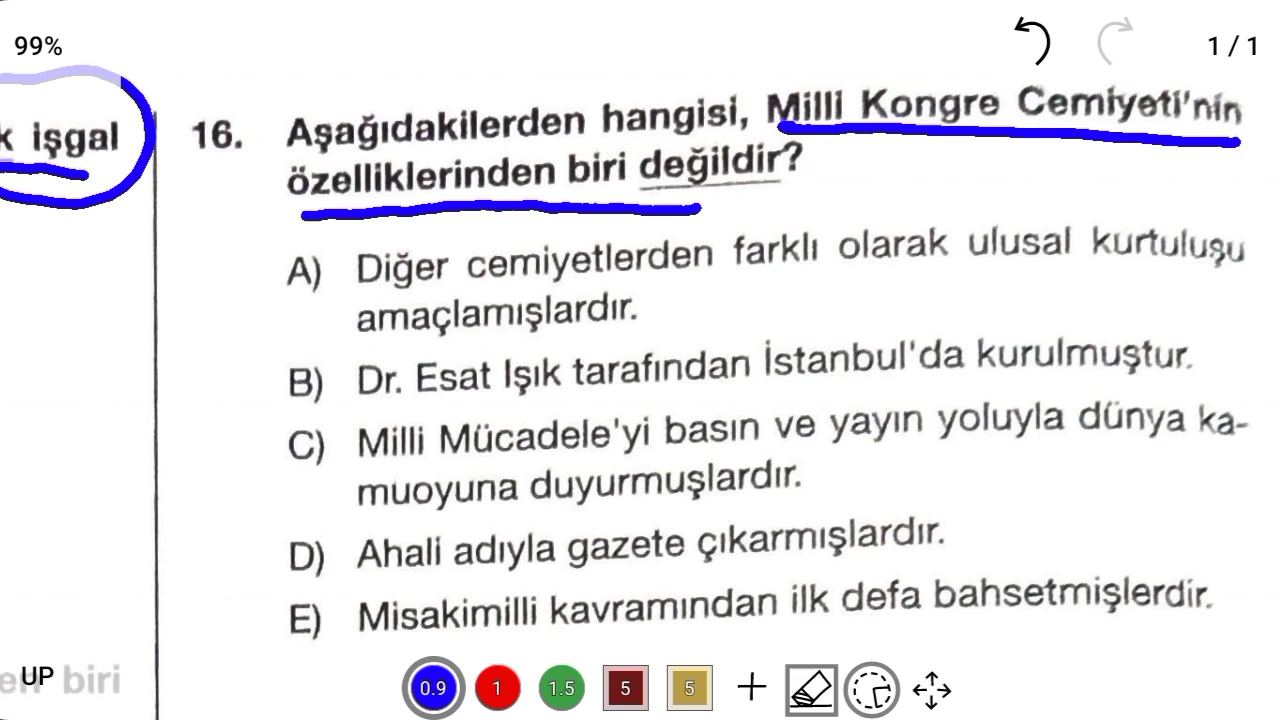 99%
1 / 1
k işgal
16. Aşağıdakilerden hangisi, Milli Kongre Cemiyeti'nin
özelliklerinden biri değildir?
A) Diğer cemiyetlerden farklı olarak ulusal kurtuluşu
amaçlamışlardır.
B) Dr. Esat Işık tarafından İstanbul'da kurulmuştur.
C) Milli Mücadele'yi basın ve yayın yoluyla dünya ka-
muoyuna duyurmuşlardır.
D) Ahali adıyla gazete çıkarmışlardır.
E) Misakimilli kavramından ilk defa bahsetmişlerdir.
UP
en biri
0.9 1 1.5 5 5